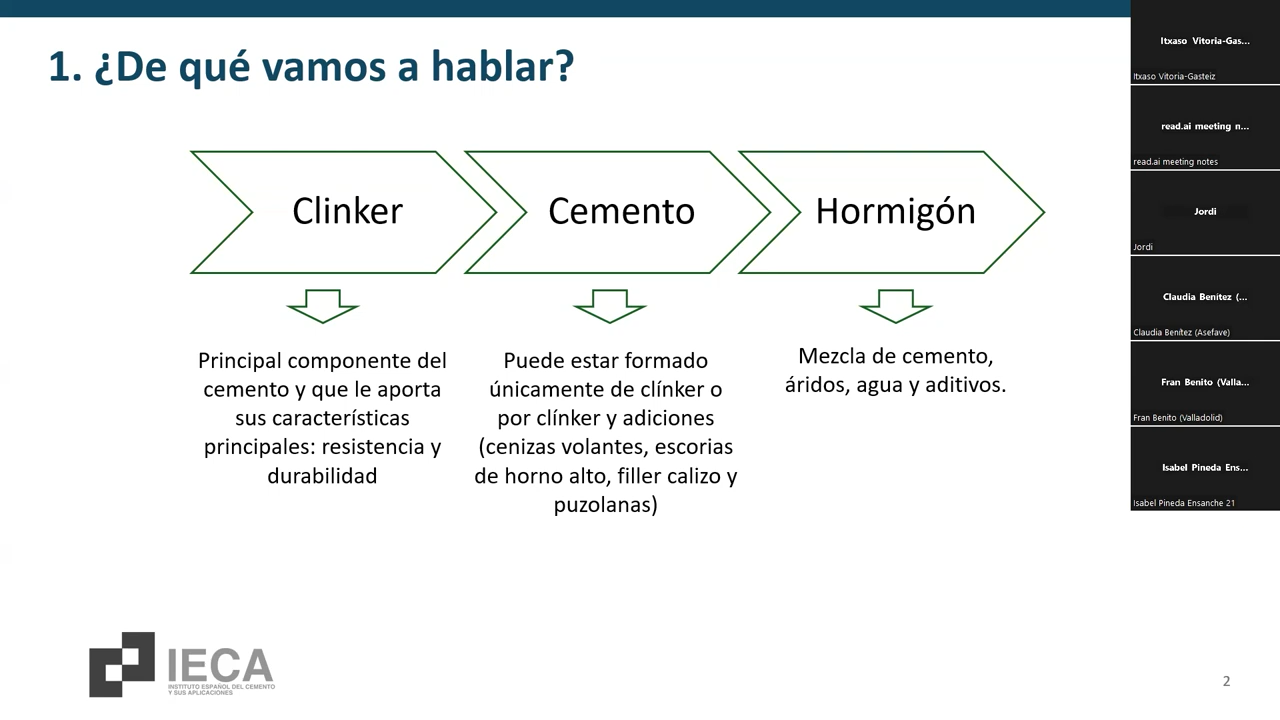 1. ¿De qué vamos a hablar?
Clinker
Cemento
Hormigón
Principal componente del
cemento y que le aporta
sus características
principales: resistencia y
durabilidad
Puede estar formado
únicamente de clínker o
por clínker y adiciones
(cenizas volantes, escorias
de horno alto, filler calizo y
puzolanas)
Mezcla de cemento,
áridos, agua y aditivos.
IECA
INSTITUTO ESPAÑOL DEL CEMENTO
Y SUS APLICACIONES
2
Itxaso Vitoria-Gas...
Itxaso Vitoria-Gasteiz
read.ai meeting n...
read.ai meeting notes
Jordi
Jordi
Claudia Benítez (...
Claudia Benítez (Asefave)
Fran Benito (Valla...
Fran Benito (Valladolid)
Isabel Pineda Ens...
Isabel Pineda Ensanche 21